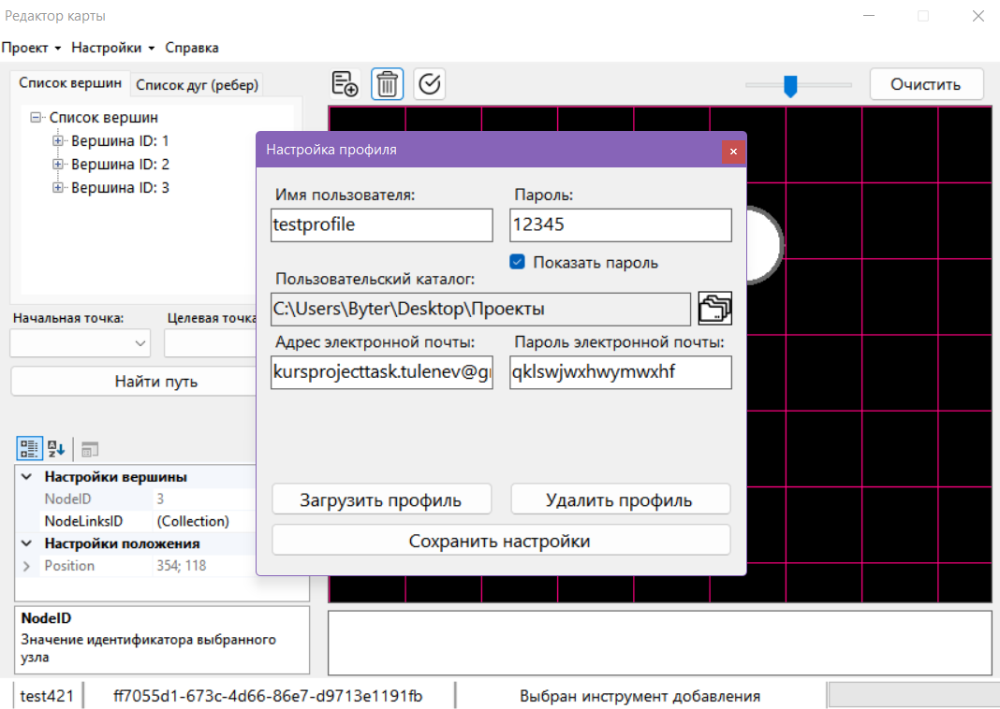 Редактор карты
Проект Настройки Справка
Список вершин Список дуг (ребер)
Очистить
Список вершин
Вершина ID: 1
Вершина ID: 2
Вершина ID: 3
Начальная точка: Целевая точка
Найти путь
Настройка профиля
Имя пользователя: Пароль:
testprofile 12345
Показать пароль
Пользовательский каталог:
C:\Users\Byter\Desktop\Проекты
Адрес электронной почты: Пароль электронной почты:
kursprojecttask.tulenev@g qklswjwxhwymwxhf
Загрузить профиль Удалить профиль
Сохранить настройки
Настройки вершины
NodeID 3
NodeLinksID (Collection)
Настройки положения
Position 354; 118
NodeID
Значение идентификатора выбранного
узла
test421 ff7055d1-673c-4d66-86e7-d9713e1191fb Выбран инструмент добавления